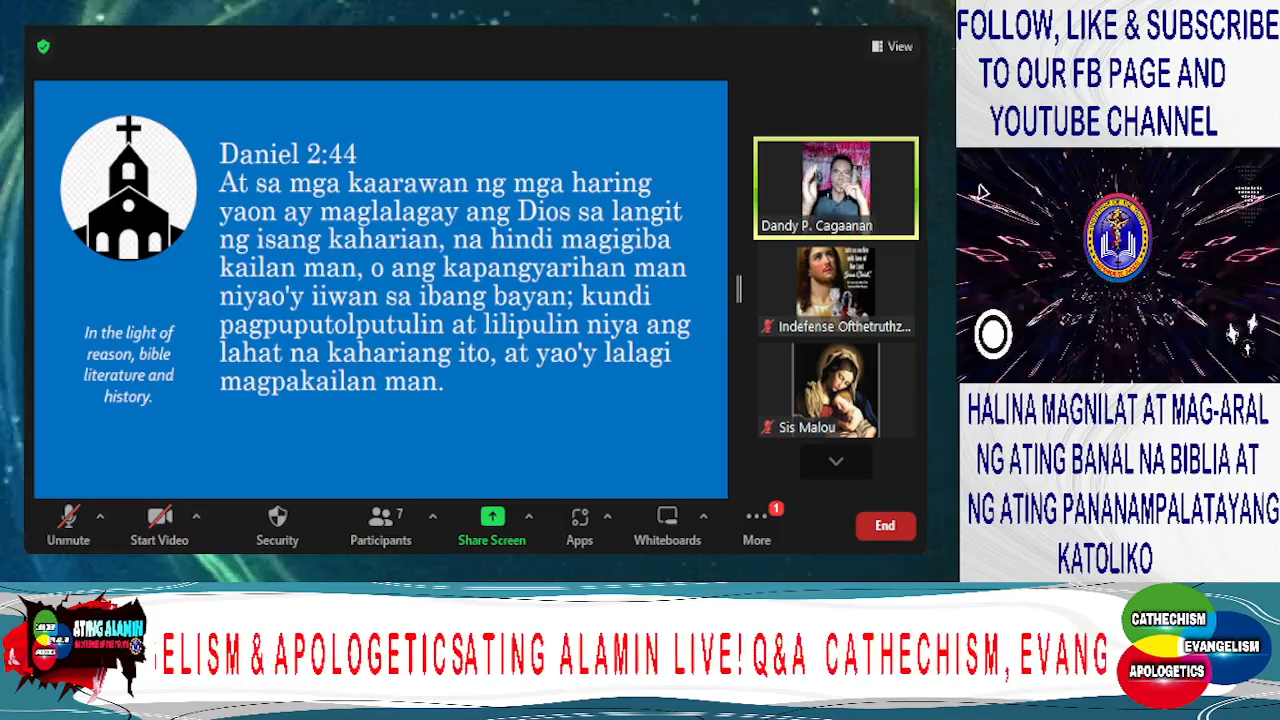 View
Daniel 2:44
At sa mga kaarawan ng mga haring
yaon ay maglalagay ang Dios sa langit
ng isang kaharian, na hindi magigiba
kailan man, o ang kapangyarihan man
niyao'y iiwan sa ibang bayan; kundi
pagpuputolputulin at lilipulin niya ang
lahat na kahariang ito, at yao'y lalagi
magpakailan man.
In the light of
reason, bible
literature and
history.
Dandy P. Cagaanan
Indefense Ofthetruthz...
Sis Malou
Unmute
Start Video
Security
7
Participants
Share Screen
Apps
Whiteboards
1
More
End
FOLLOW, LIKE & SUBSCRIBE
TO OUR FB PAGE AND
YOUTUBE CHANNEL
HALINA MAGNILAT AT MAG-ARAL
NG ATING BANAL NA BIBLIA AT
NG ATING PANANAMPALATAYANG
KATOLIKO
ATING ALAMIN
ELISM & APOLOGETICSATING ALAMIN LIVE! Q&A CATHECHISM, EVANG
CATHECHISM
EVANGELISM
APOLOGETICS